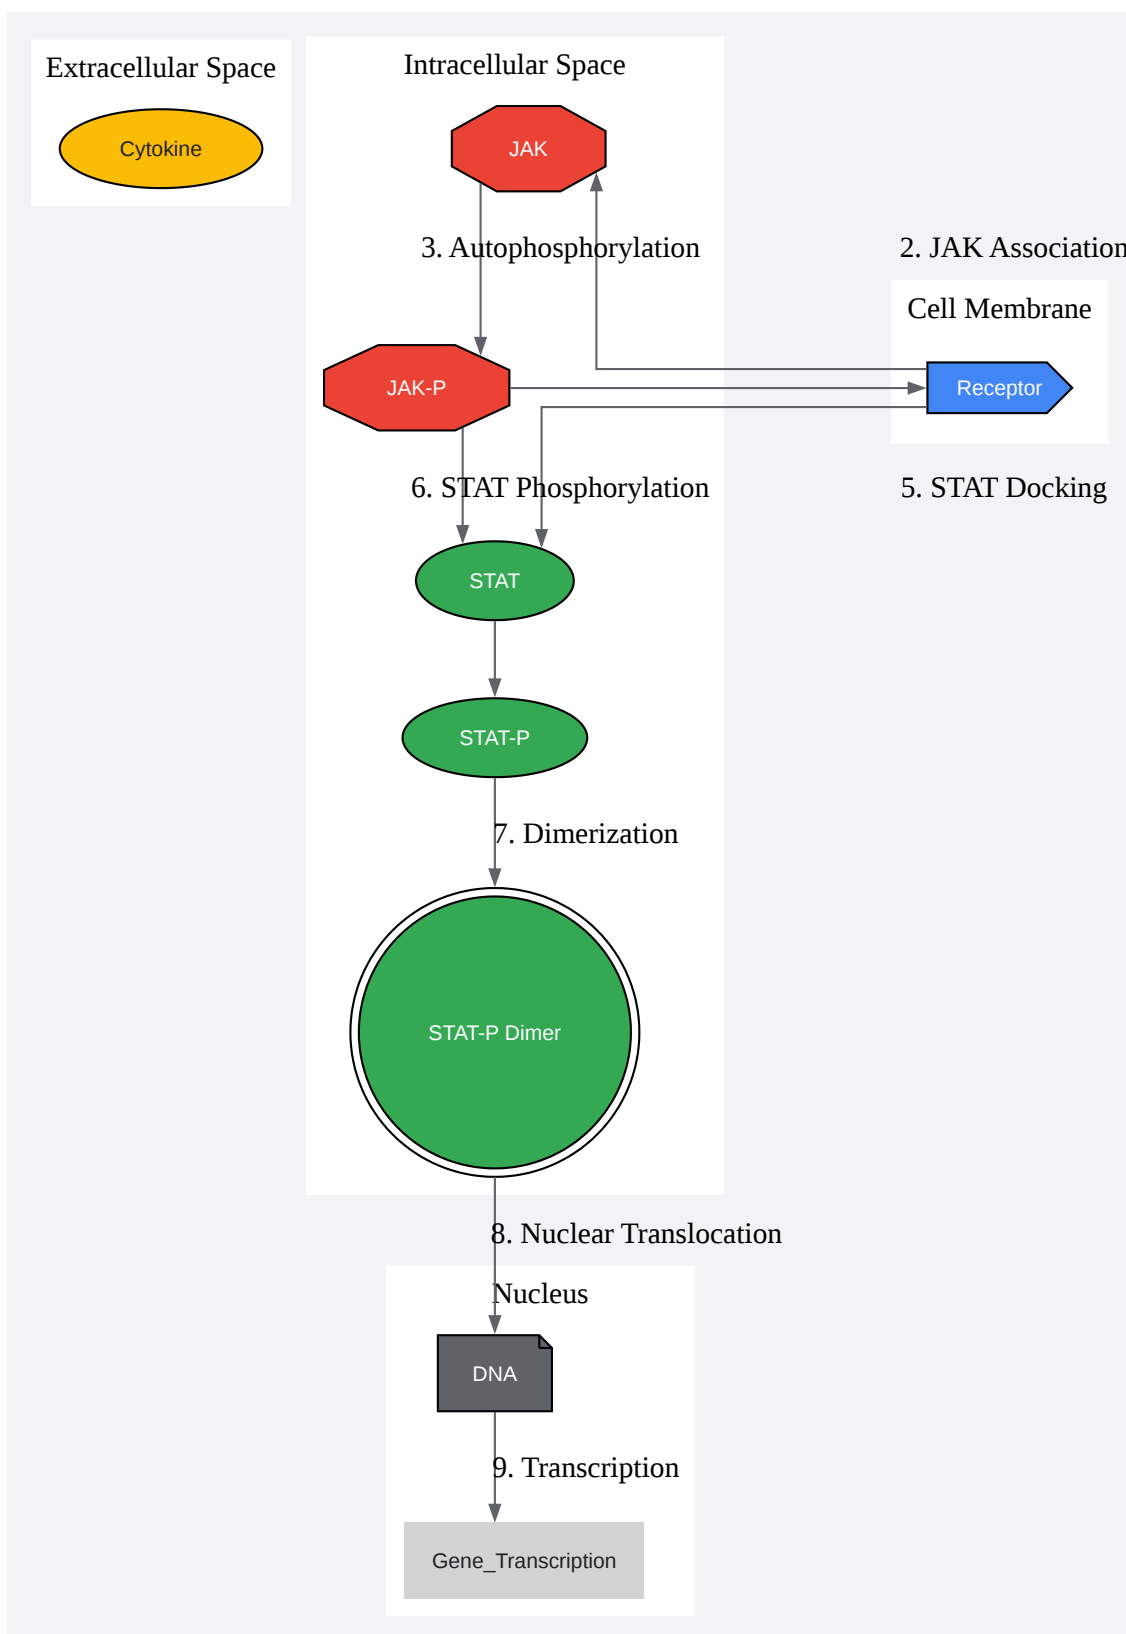 Extracellular Space
Cytokine
Intracellular Space
JAK
3. Autophosphorylation
2. JAK Association
Cell Membrane
JAK-P
Receptor
6. STAT Phosphorylation
5. STAT Docking
STAT
STAT-P
7. Dimerization
STAT-P Dimer
8. Nuclear Translocation
Nucleus
DNA
9. Transcription
Gene_Transcription